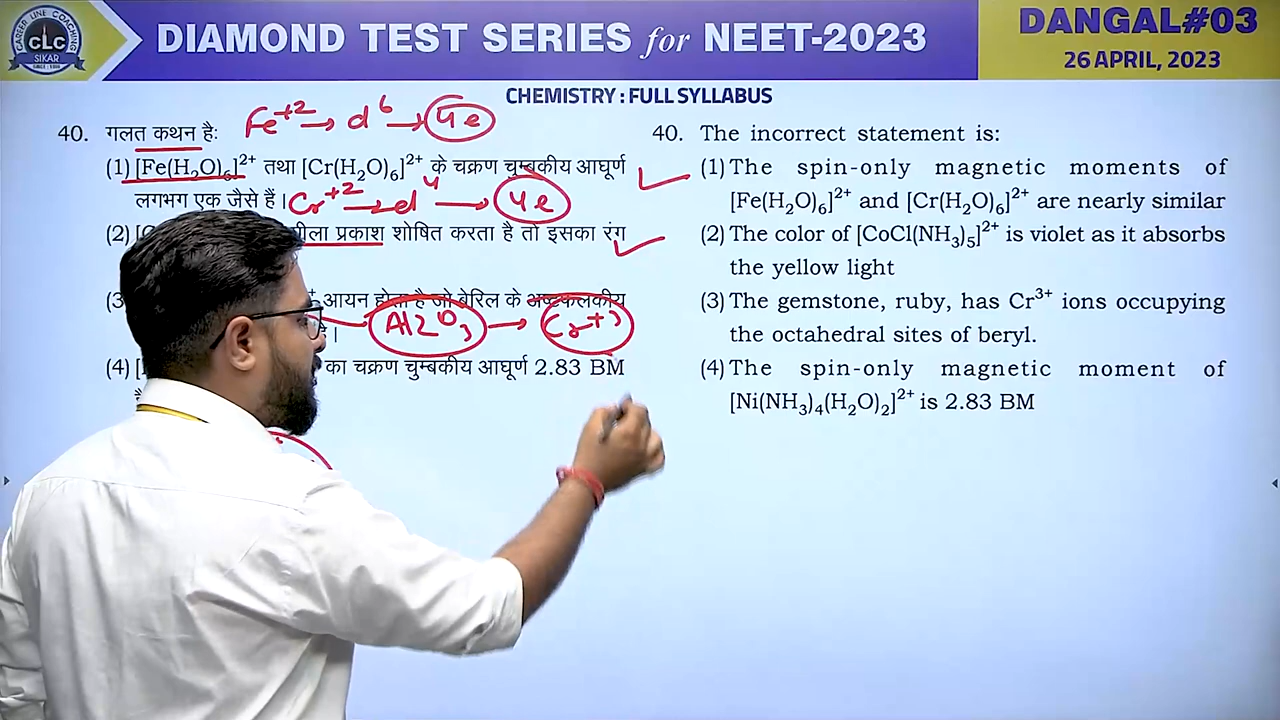 CAREER LINE COACHING
CLC
SIKAR
DIAMOND TEST SERIES for NEET-2023
DANGAL#03
26 APRIL, 2023
CHEMISTRY : FULL SYLLABUS
40. गलत कथन है:
Fe+2 → d6 → 4e
(1) [Fe(H2O)6]2+ तथा [Cr(H2O)6]2+ के चक्रण चुम्बकीय आघूर्ण
लगभग एक जैसे हैं।
Cr+2 → d4 → 4e
(2) [ पीला प्रकाश शोषित करता है तो इसका रंग
(3 आयन होता है जो बेरिल के अष्टफलकीय
Al2O3 → Cr+3
(4) [ का चक्रण चुम्बकीय आघूर्ण 2.83 BM
40. The incorrect statement is:
(1) The spin-only magnetic moments of
[Fe(H2O)6]2+ and [Cr(H2O)6]2+ are nearly similar
(2) The color of [CoCl(NH3)5]2+ is violet as it absorbs
the yellow light
(3) The gemstone, ruby, has Cr3+ ions occupying
the octahedral sites of beryl.
(4) The spin-only magnetic moment of
[Ni(NH3)4(H2O)2]2+ is 2.83 BM